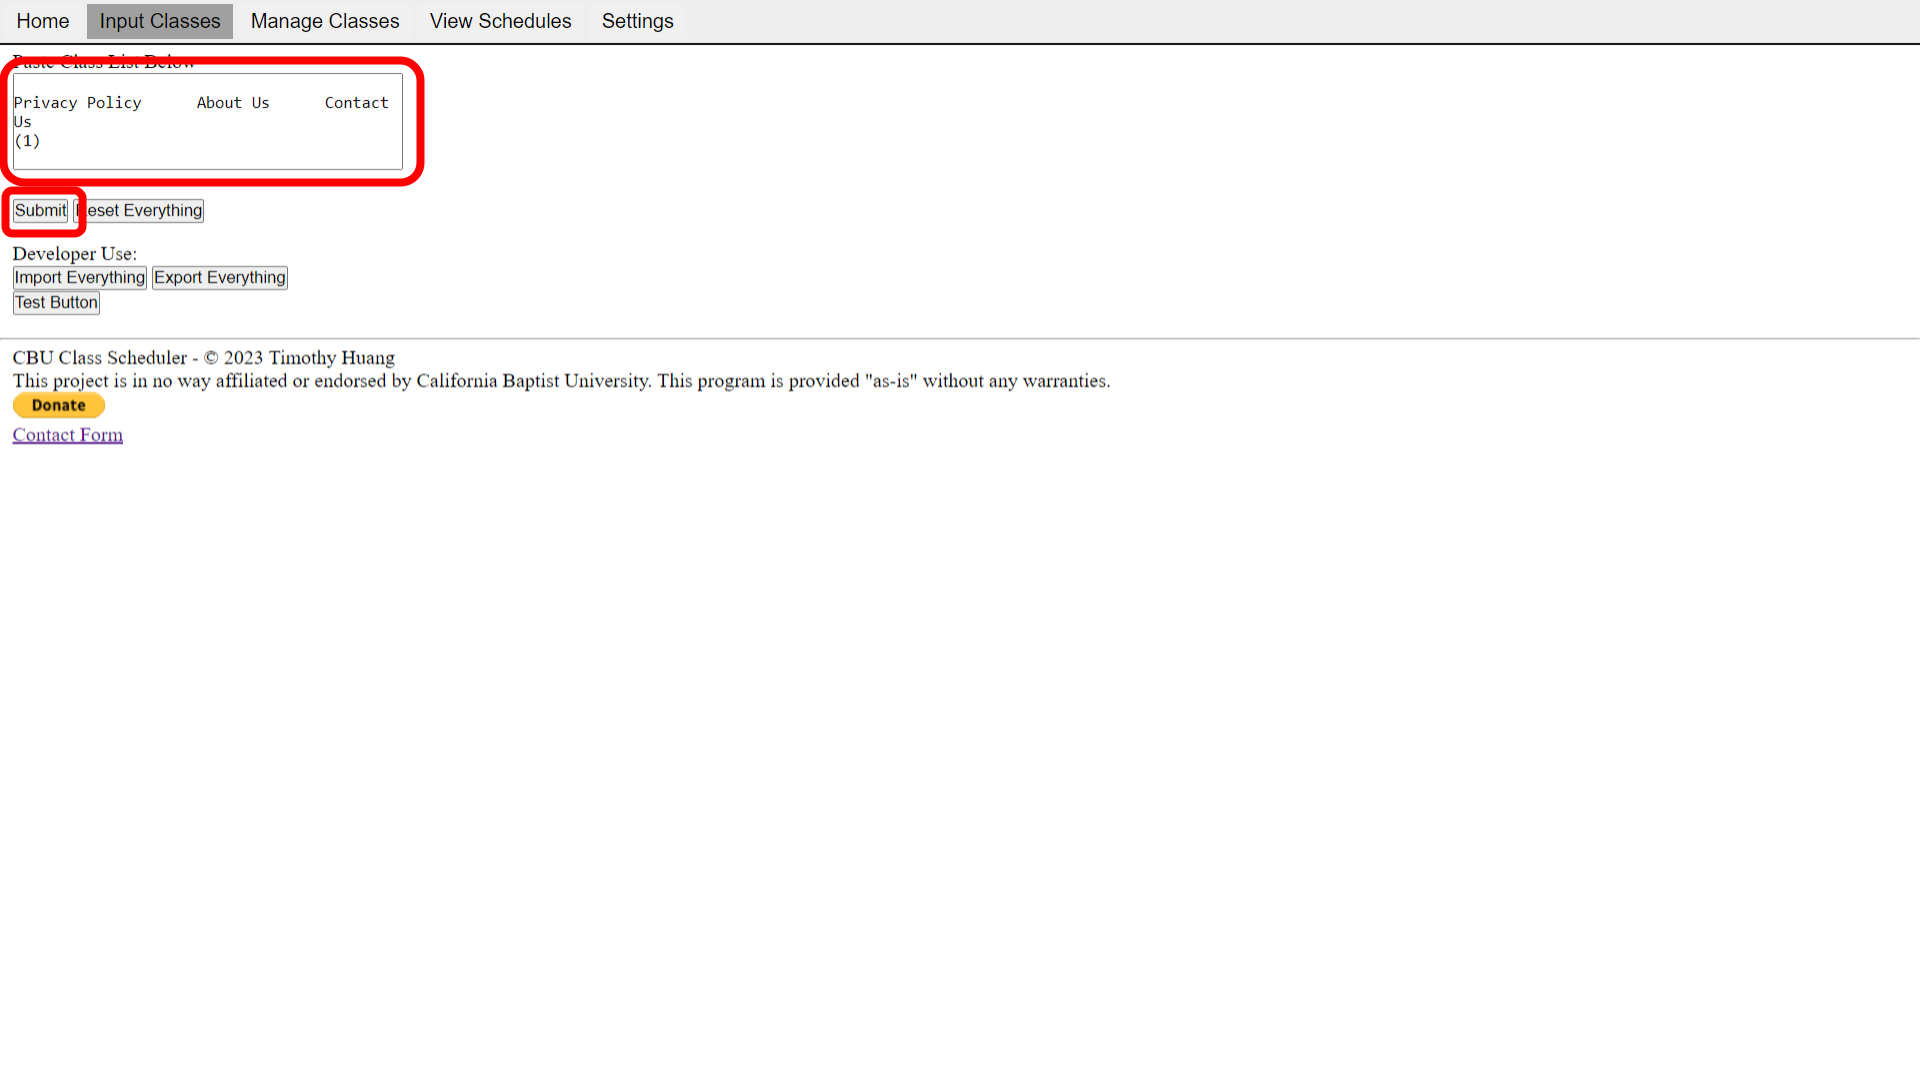 Home Input Classes Manage Classes View Schedules Settings
Paste Class List Below
Privacy Policy About Us Contact
Us
(1)
Submit Reset Everything
Developer Use:
Import Everything Export Everything
Test Button
CBU Class Scheduler - © 2023 Timothy Huang
This project is in no way affiliated or endorsed by California Baptist University. This program is provided "as-is" without any warranties.
Donate
Contact Form